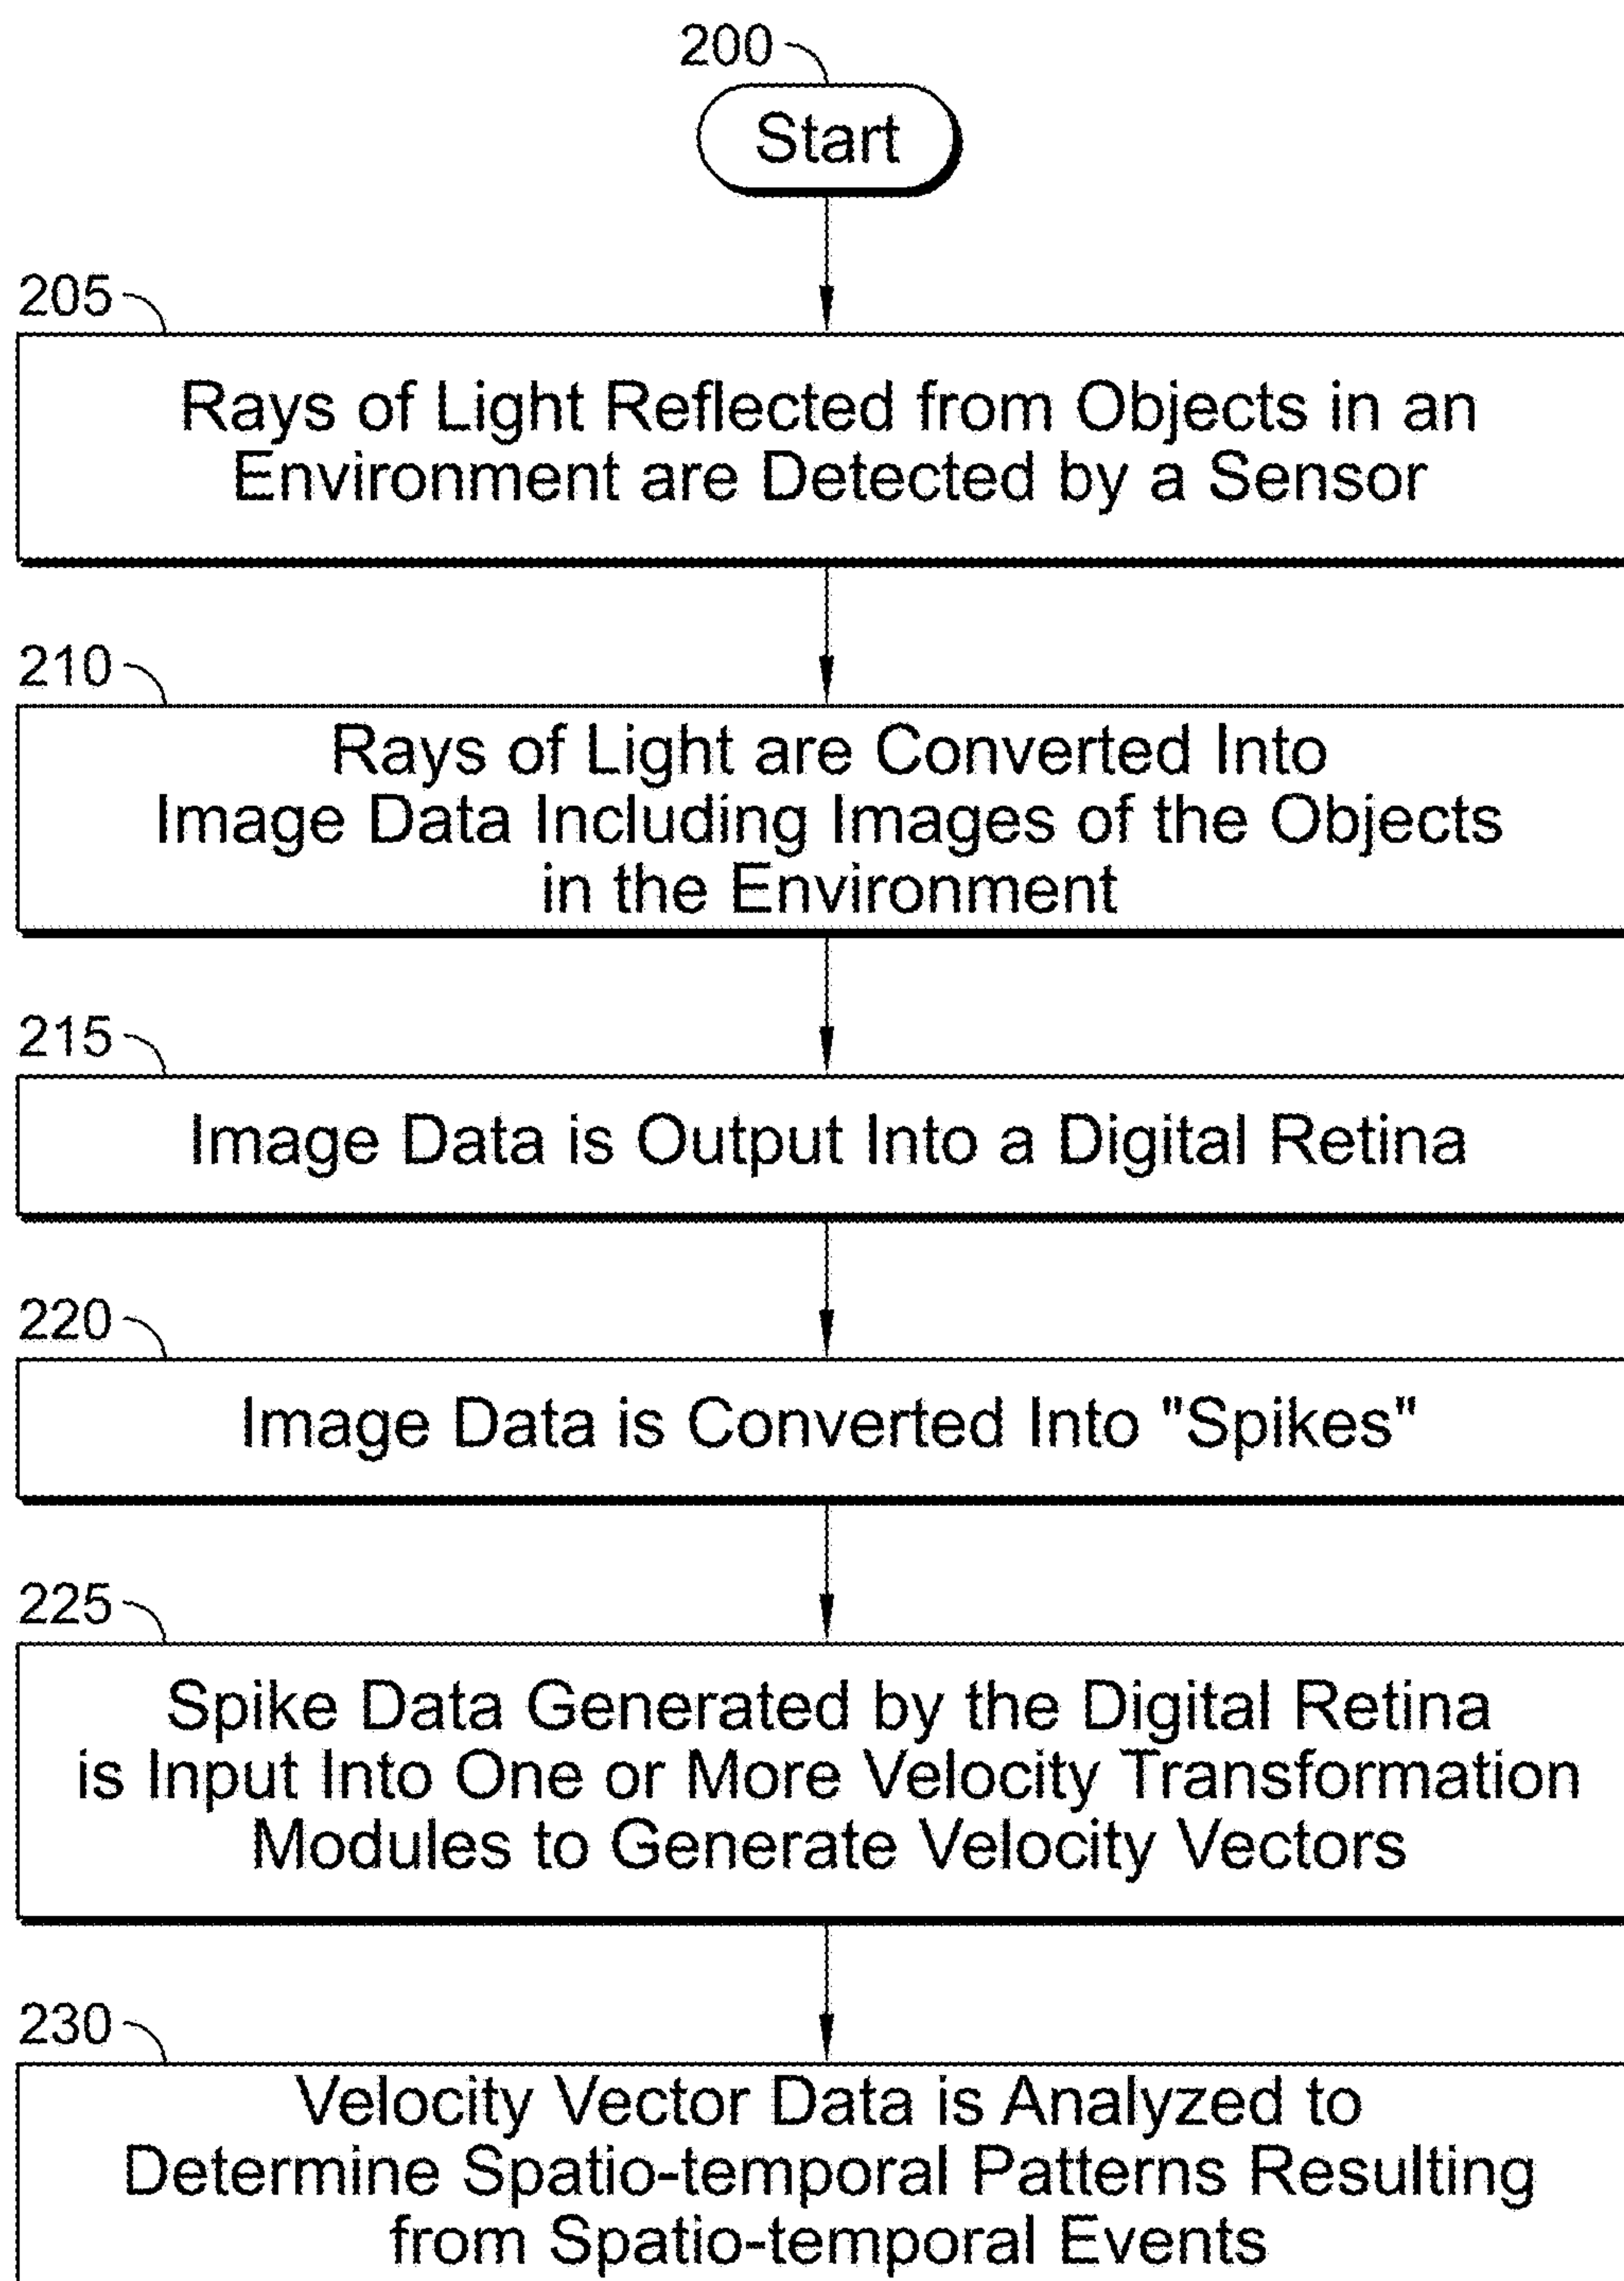 200
Start
205
Rays of Light Reflected from Objects in an
Environment are Detected by a Sensor
210
Rays of Light are Converted Into
Image Data Including Images of the Objects
in the Environment
215
Image Data is Output Into a Digital Retina
220
Image Data is Converted Into "Spikes"
225
Spike Data Generated by the Digital Retina
is Input Into One or More Velocity Transformation
Modules to Generate Velocity Vectors
230
Velocity Vector Data is Analyzed to
Determine Spatio-temporal Patterns Resulting
from Spatio-temporal Events